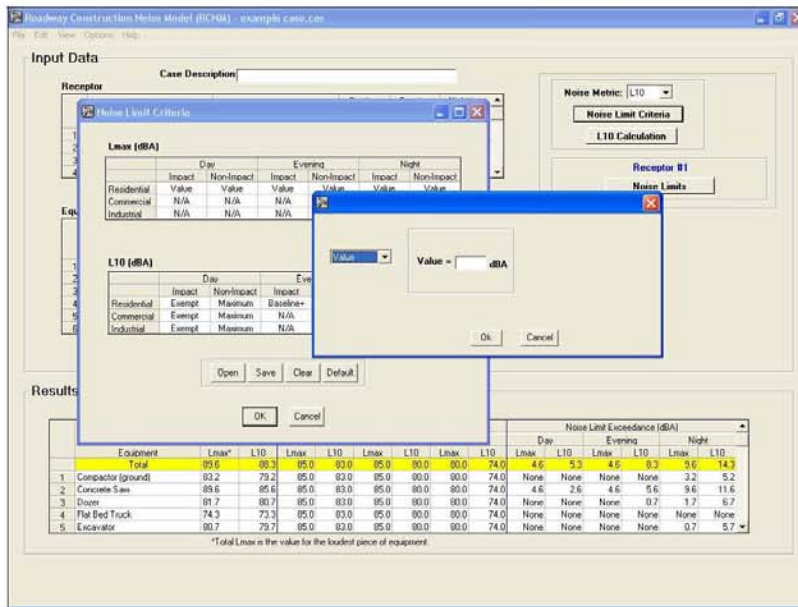 Roadway Construction Noise Model (RCNM) - example case.cas
File Edit View Options Help
Input Data
Case Description
Receptor
Noise Metric: L10
Noise Limit Criteria
L10 Calculation
Receptor #1
Noise Limits
Noise Limit Criteria
Lmax (dBA)
Day Evening Night
Impact Non-Impact Impact Non-Impact Impact Non-Impact
Residential Value Value Value Value Value Value
Commercial N/A N/A N/A N/A N/A N/A
Industrial N/A N/A N/A
L10 (dBA)
Day
Impact Non-Impact Impact
Residential Exempt Maximum Baseline+
Commercial Exempt Maximum N/A
Industrial Exempt Maximum N/A
Open Save Clear Default
OK Cancel
Value
Value = dBA
Ok Cancel
Results
Noise Limit Exceedance (dBA)
Day Evening Night
Equipment Lmax* L10 Lmax L10 Lmax L10 Lmax L10 Lmax L10 Lmax L10 Lmax L10
Total 89.6 88.3 85.0 83.0 85.0 80.0 80.0 74.0 4.6 5.3 4.6 8.3 9.6 14.3
1 Compactor (ground) 83.2 79.2 85.0 83.0 85.0 80.0 80.0 74.0 None None None None 3.2 5.2
2 Concrete Saw 89.6 85.6 85.0 83.0 85.0 80.0 80.0 74.0 4.6 2.6 4.6 5.6 9.6 11.6
3 Dozer 81.7 80.7 85.0 83.0 85.0 80.0 80.0 74.0 None None None 0.7 1.7 6.7
4 Flat Bed Truck 74.3 73.3 85.0 83.0 85.0 80.0 80.0 74.0 None None None None None None
5 Excavator 80.7 79.7 85.0 83.0 85.0 80.0 80.0 74.0 None None None None 0.7 5.7
*Total Lmax is the value for the loudest piece of equipment.